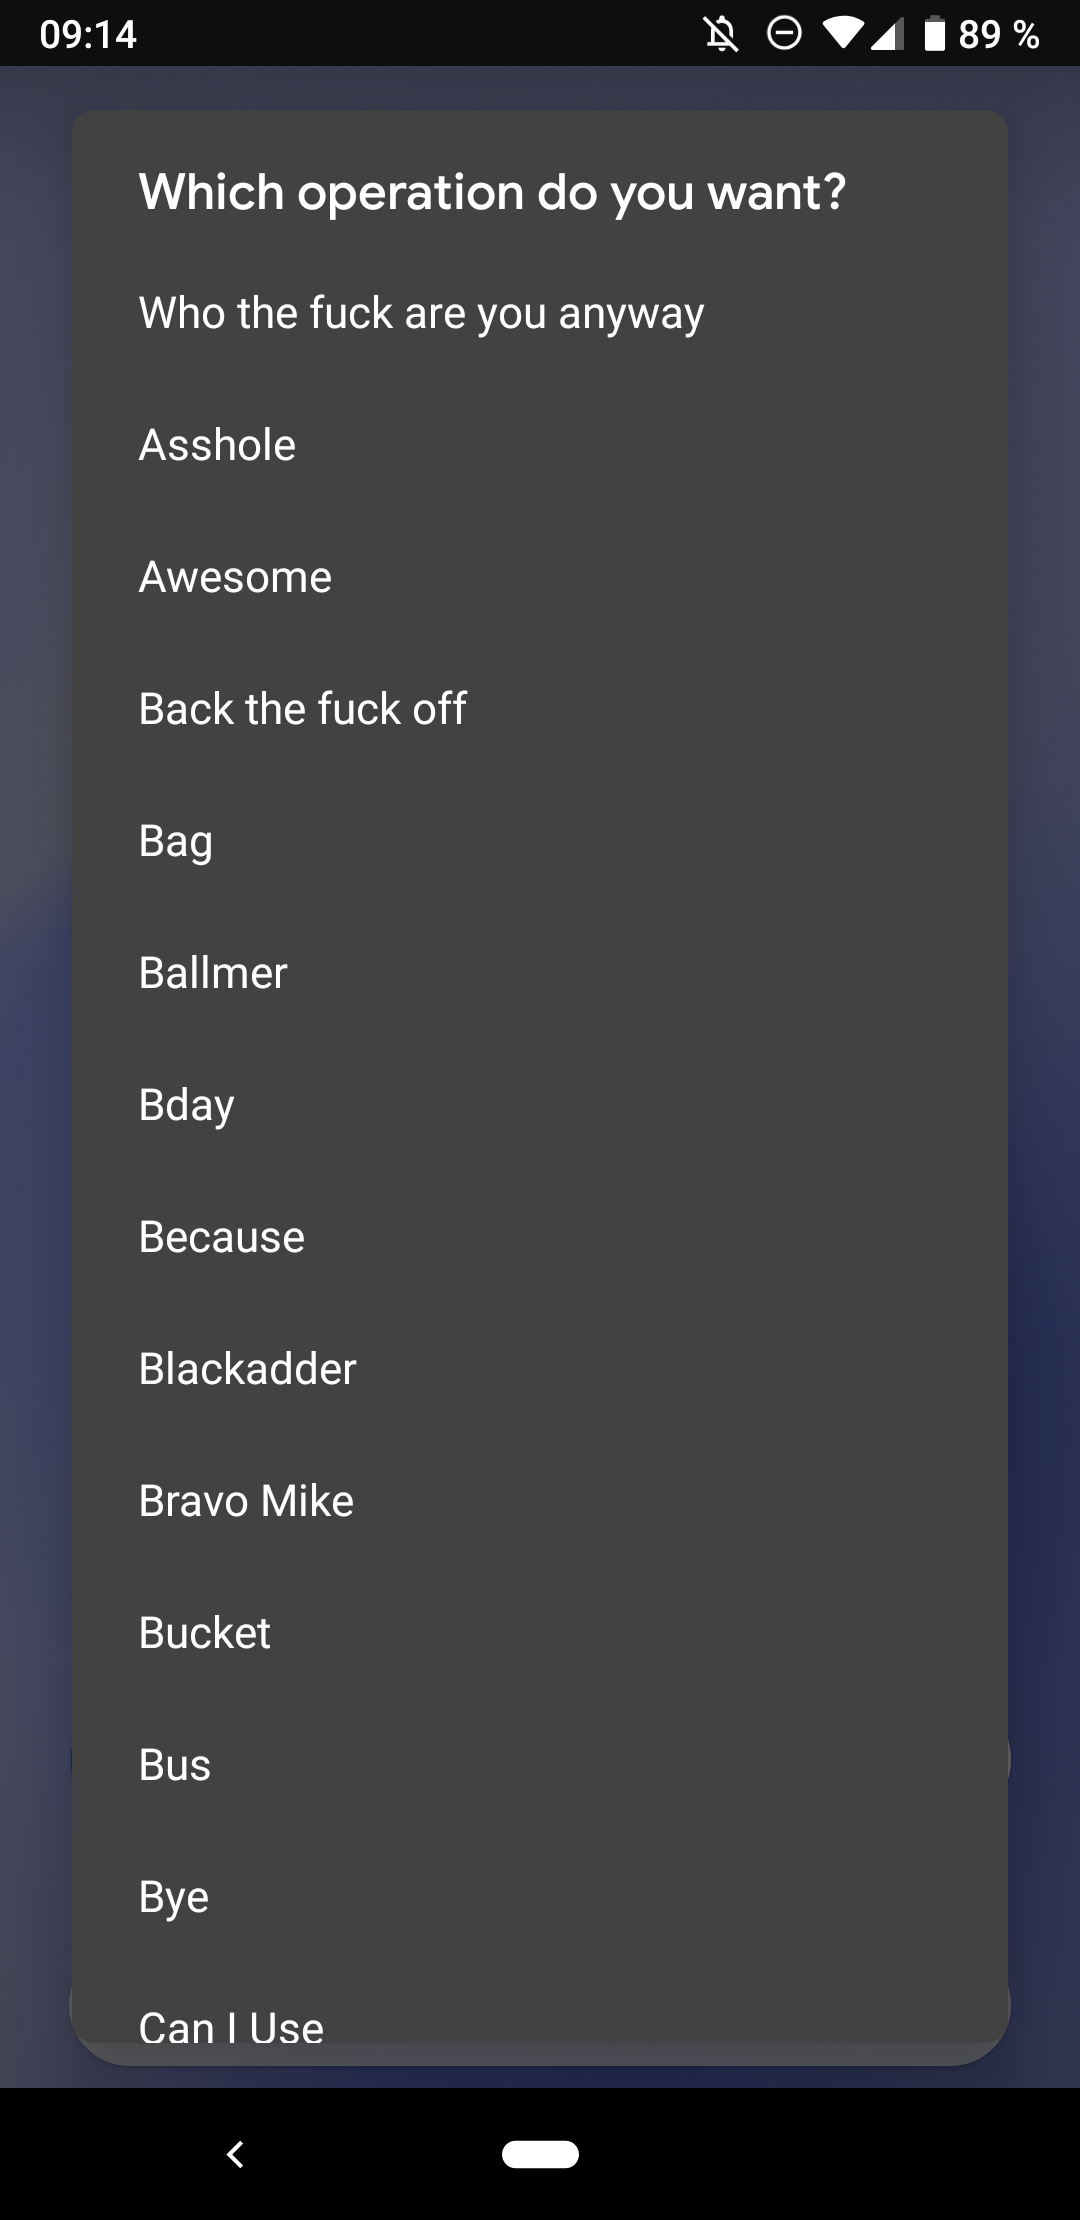 09:14
89 %
Which operation do you want?
Who the fuck are you anyway
Asshole
Awesome
Back the fuck off
Bag
Ballmer
Bday
Because
Blackadder
Bravo Mike
Bucket
Bus
Bye
Can I Use